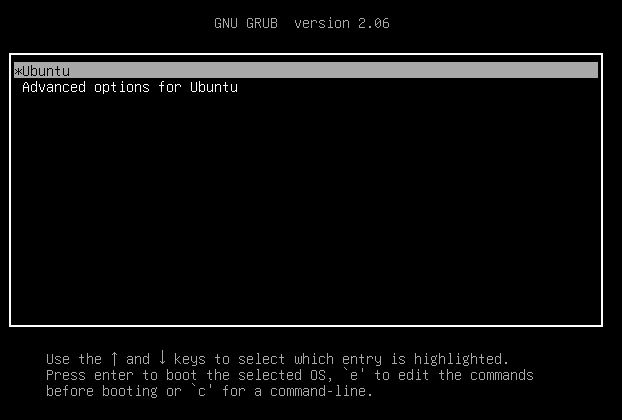 GNU GRUB  version 2.06
*Ubuntu
Advanced options for Ubuntu
Use the ↑ and ↓ keys to select which entry is highlighted.
Press enter to boot the selected OS, `e' to edit the commands
before booting or `c' for a command-line.